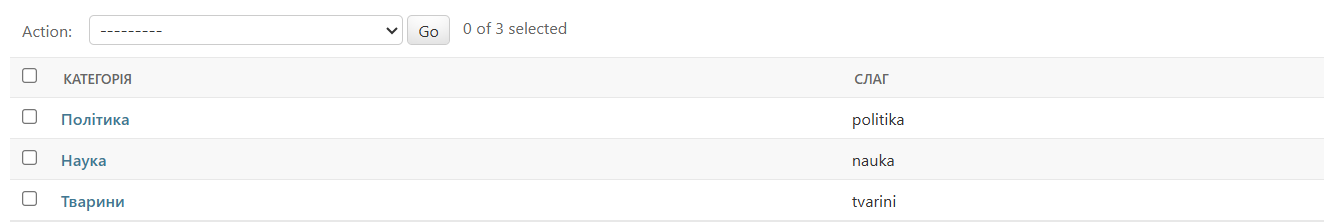 Action: --------- Go 0 of 3 selected
КАТЕГОРІЯ СЛАГ
Політика politika
Наука nauka
Тварини tvarini